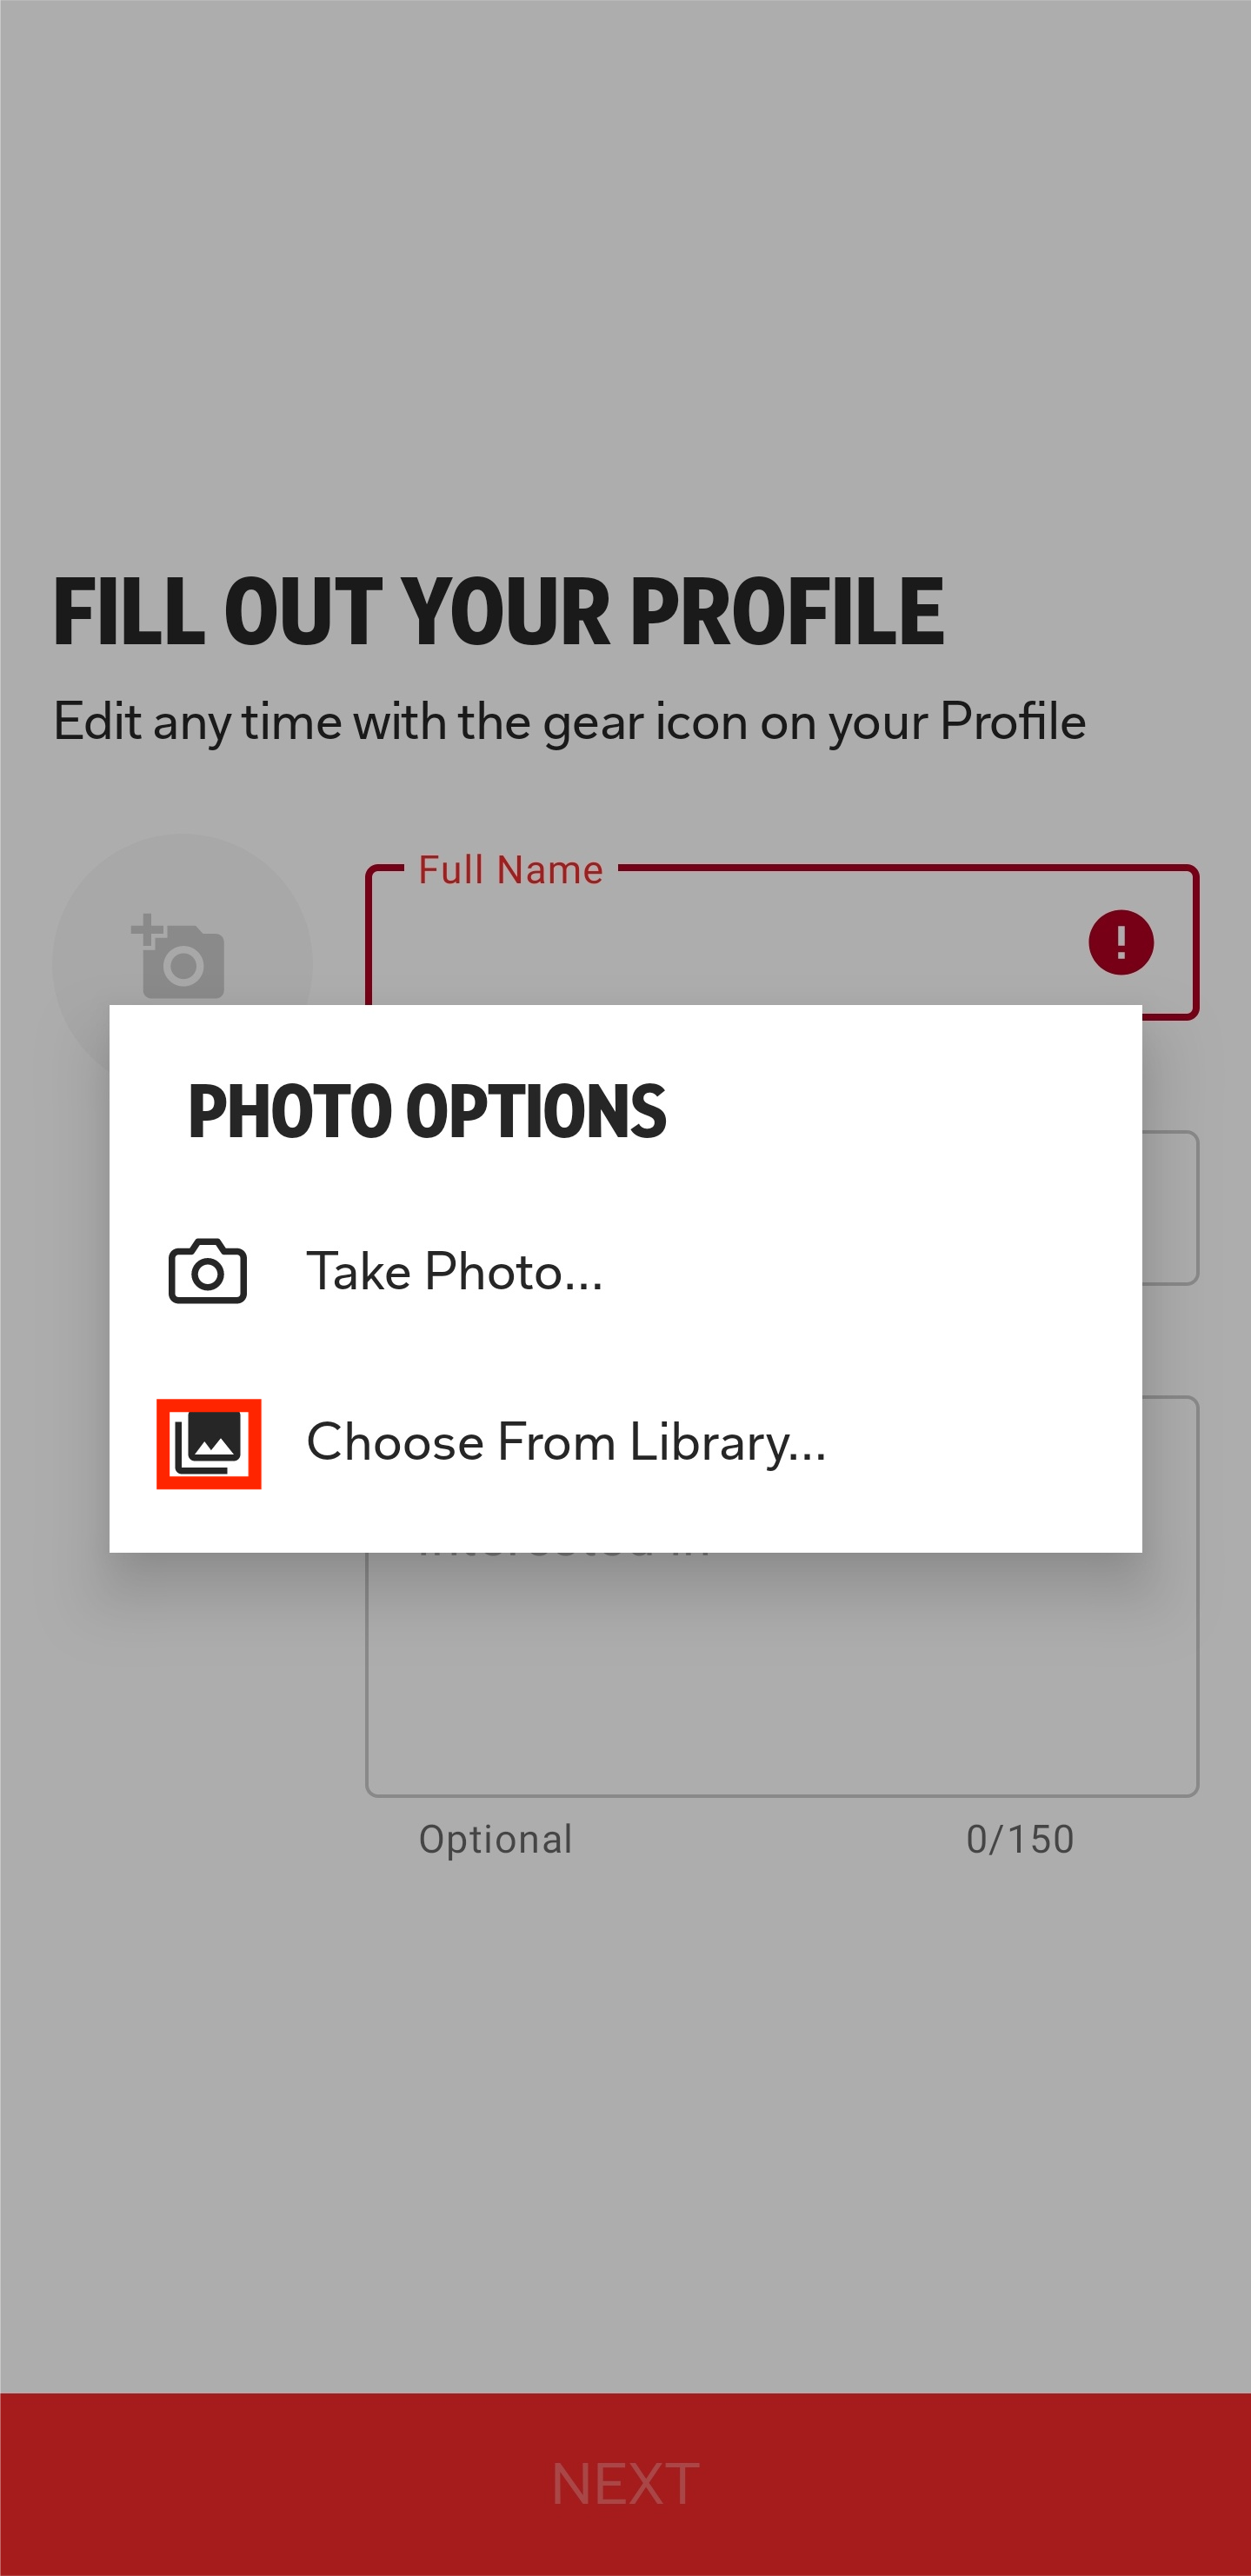 FILL OUT YOUR PROFILE
Edit any time with the gear icon on your Profile
Full Name
PHOTO OPTIONS
Take Photo...
Choose From Library...
Optional
0/150
NEXT